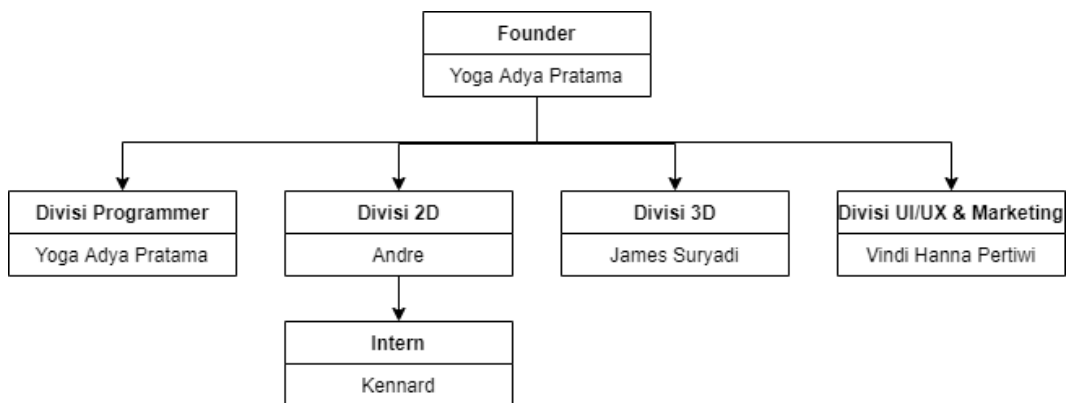 Founder
Yoga Adya Pratama
Divisi Programmer
Yoga Adya Pratama
Divisi 2D
Andre
Divisi 3D
James Suryadi
Divisi UI/UX & Marketing
Vindi Hanna Pertiwi
Intern
Kennard